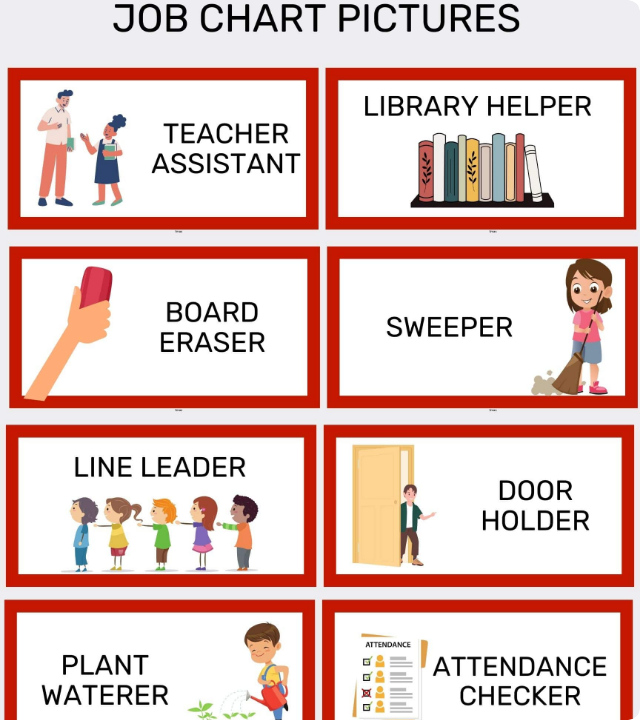 JOB CHART PICTURES
TEACHER
ASSISTANT
LIBRARY HELPER
BOARD
ERASER
SWEEPER
LINE LEADER
DOOR
HOLDER
PLANT
WATERER
ATTENDANCE
ATTENDANCE
CHECKER